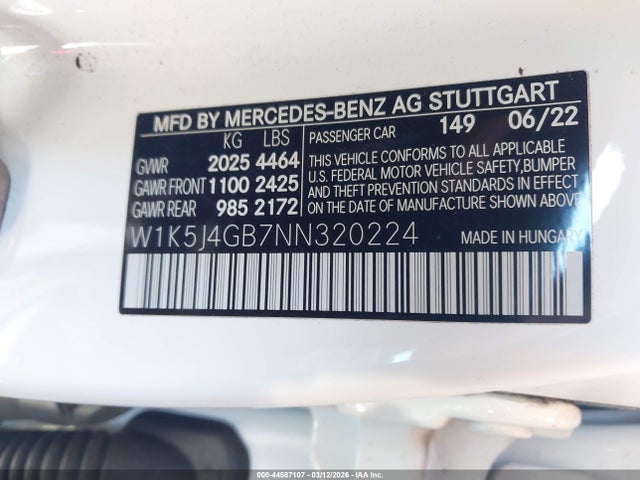 MFD BY MERCEDES-BENZ AG STUTTGART
KG LBS PASSENGER CAR 149 06/22
GVWR 2025 4464
GAWR FRONT 1100 2425
GAWR REAR 985 2172
THIS VEHICLE CONFORMS TO ALL APPLICABLE
U.S. FEDERAL MOTOR VEHICLE SAFETY,BUMPER
AND THEFT PREVENTION STANDARDS IN EFFECT
ON THE DATE OF MANUFACTURE SHOWN ABOVE.
W1K5J4GB7NN320224 MADE IN HUNGARY
000-44587107 - 03/12/2026 - IAAI.COM